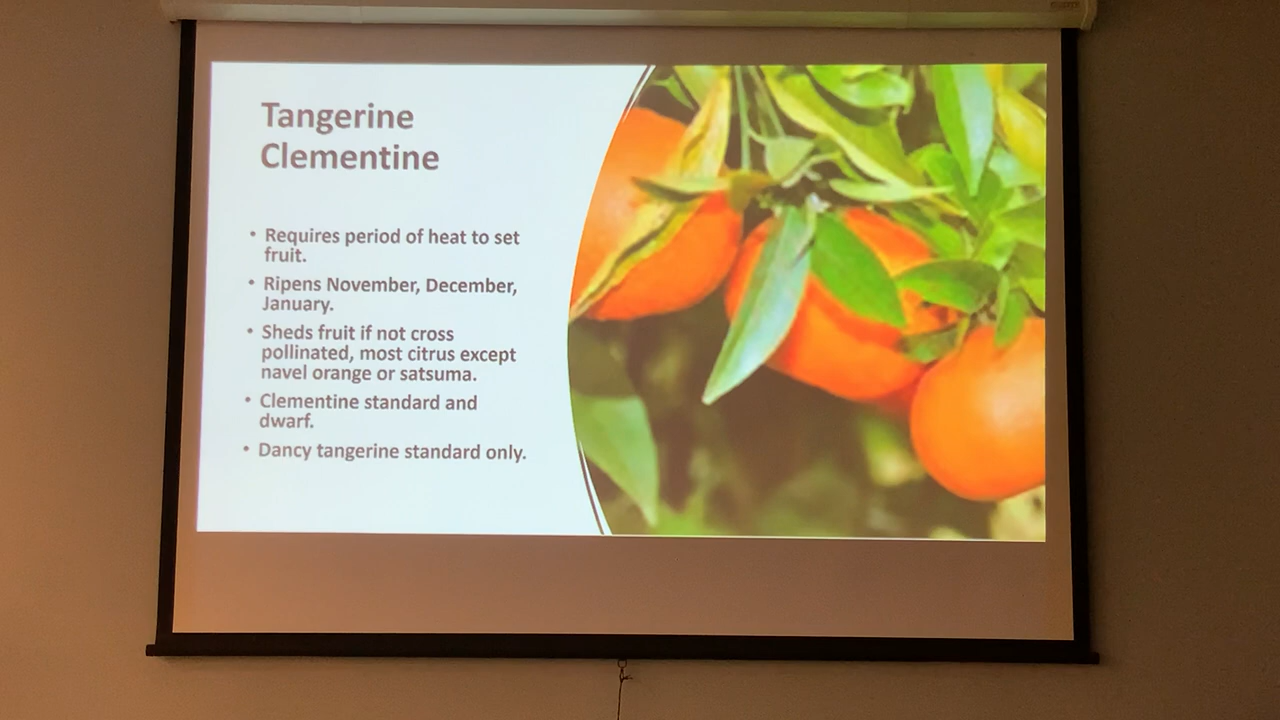 Tangerine
Clementine
• Requires period of heat to set
fruit.
• Ripens November, December,
January.
• Sheds fruit if not cross
pollinated, most citrus except
navel orange or satsuma.
• Clementine standard and
dwarf.
• Dancy tangerine standard only.